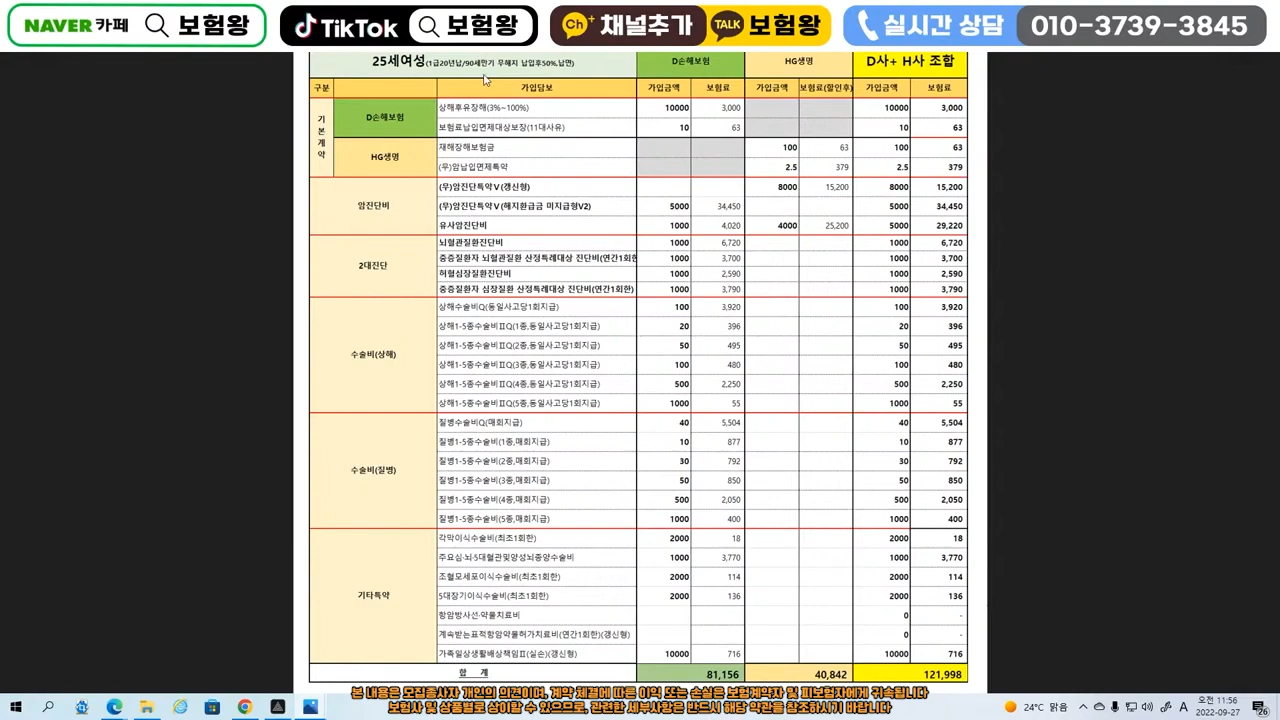 NAVER 카페 보험왕 TikTok 보험왕 Ch+ 채널추가 TALK 보험왕 실시간 상담 010-3739-3845
25세여성(1급20년납/90세만기 무해지 납입후50%,납면) D손해보험 HG생명 D사+ H사 조합
구분 가입담보 가입금액 보험료 가입금액 보험료(할인후) 가입금액 보험료
기본계약 D손해보험 상해후유장해(3%~100%) 10000 3,000 10000 3,000
보험료납입면제대상보장(11대사유) 10 63 10 63
HG생명 재해장해보험금 100 63 100 63
(무)암납입면제특약 2.5 379 2.5 379
암진단비 (무)암진단특약Ⅴ(갱신형) 8000 15,200 8000 15,200
(무)암진단특약Ⅴ(해지환급금 미지급형V2) 5000 34,450 5000 34,450
유사암진단비 1000 4,020 4000 25,200 5000 29,220
2대진단 뇌혈관질환진단비 1000 6,720 1000 6,720
중증질환자 뇌혈관질환 산정특례대상 진단비(연간1회한 1000 3,700 1000 3,700
허혈심장질환진단비 1000 2,590 1000 2,590
중증질환자 심장질환 산정특례대상 진단비(연간1회한) 1000 3,790 1000 3,790
수술비(상해) 상해수술비Q(동일사고당1회지급) 100 3,920 100 3,920
상해1-5종수술비ⅡQ(1종,동일사고당1회지급) 20 396 20 396
상해1-5종수술비ⅡQ(2종,동일사고당1회지급) 50 495 50 495
상해1-5종수술비ⅡQ(3종,동일사고당1회지급) 100 480 100 480
상해1-5종수술비ⅡQ(4종,동일사고당1회지급) 500 2,250 500 2,250
상해1-5종수술비ⅡQ(5종,동일사고당1회지급) 1000 55 1000 55
수술비(질병) 질병수술비Q(매회지급) 40 5,504 40 5,504
질병1-5종수술비(1종,매회지급) 10 877 10 877
질병1-5종수술비(2종,매회지급) 30 792 30 792
질병1-5종수술비(3종,매회지급) 50 850 50 850
질병1-5종수술비(4종,매회지급) 500 2,050 500 2,050
질병1-5종수술비(5종,매회지급) 1000 400 1000 400
기타특약 각막이식수술비(최초1회한) 2000 18 2000 18
주요심·뇌·5대혈관및양성뇌종양수술비 1000 3,770 1000 3,770
조혈모세포이식수술비(최초1회한) 2000 114 2000 114
5대장기이식수술비(최초1회한) 2000 136 2000 136
항암방사선·약물치료비 0 -
계속받는표적항암약물허가치료비(연간1회한)(갱신형) 0 -
가족일상생활배상책임Ⅱ(실손)(갱신형) 10000 716 10000 716
합 계 81,156 40,842 121,998
본 내용은 모집종사자 개인의 의견이며, 계약 체결에 따른 이익 또는 손실은 보험계약자 및 피보험자에게 귀속됩니다
보험사 및 상품별로 상이할 수 있으므로, 관련한 세부사항은 반드시 해당 약관을 참조하시기 바랍니다
24℃ 맑음 A 오전 11:56
2022-09-27 26